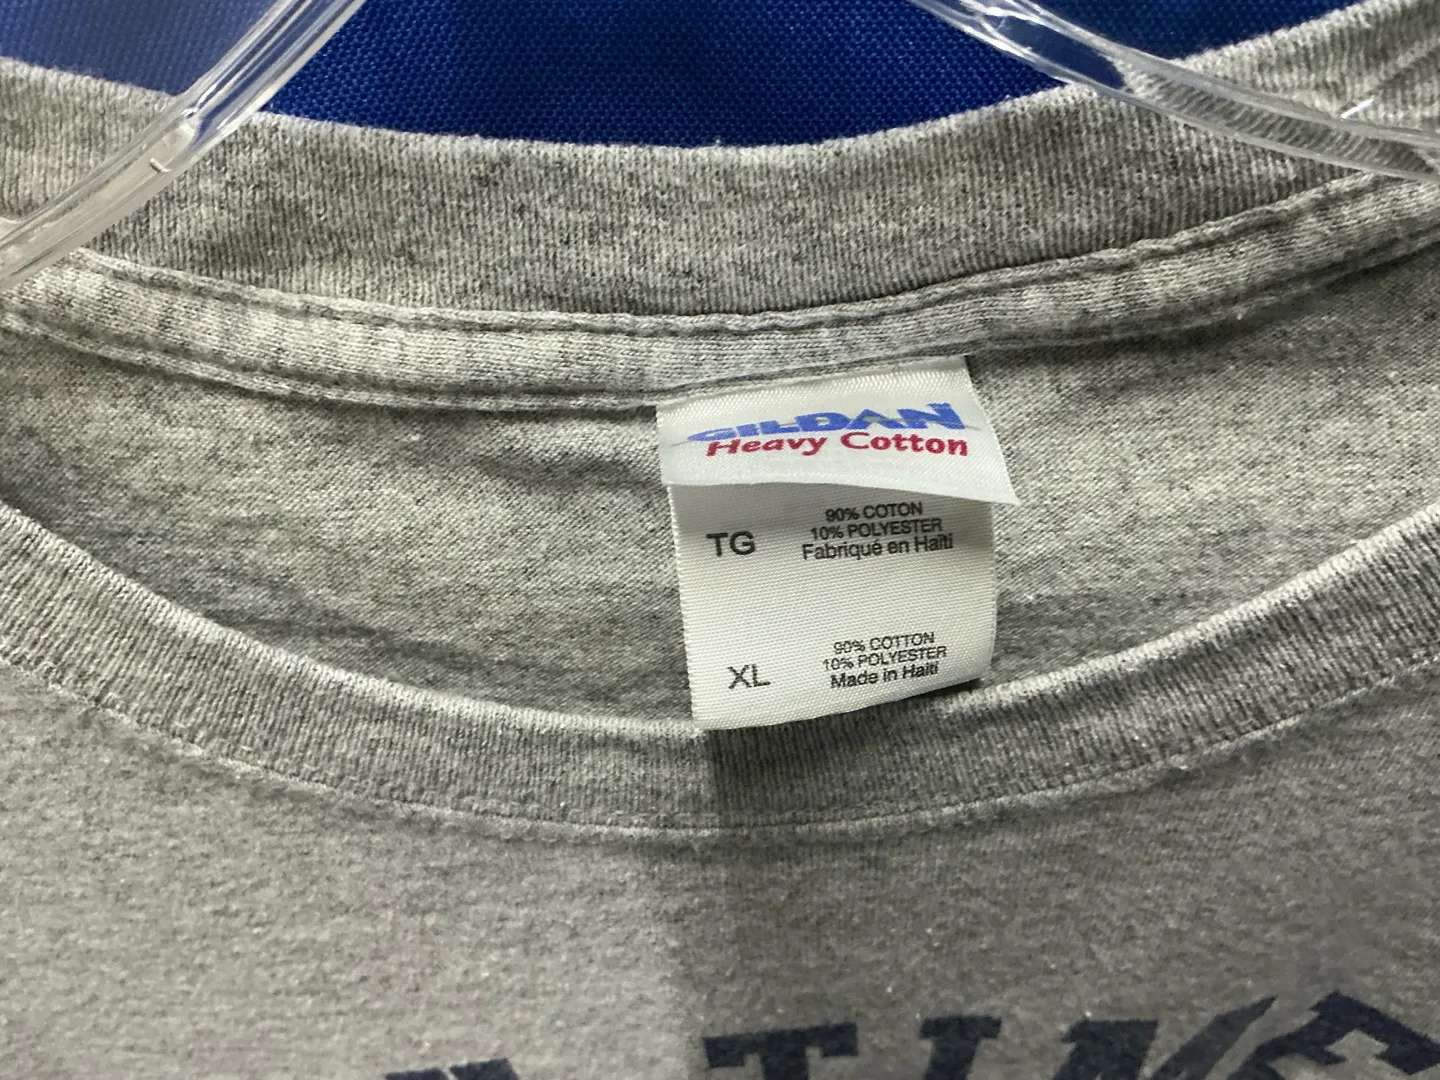 GILDAN
Heavy Cotton
TG
90% COTON
10% POLYESTER
Fabriqué en Haïti
XL
90% COTTON
10% POLYESTER
Made in Haiti